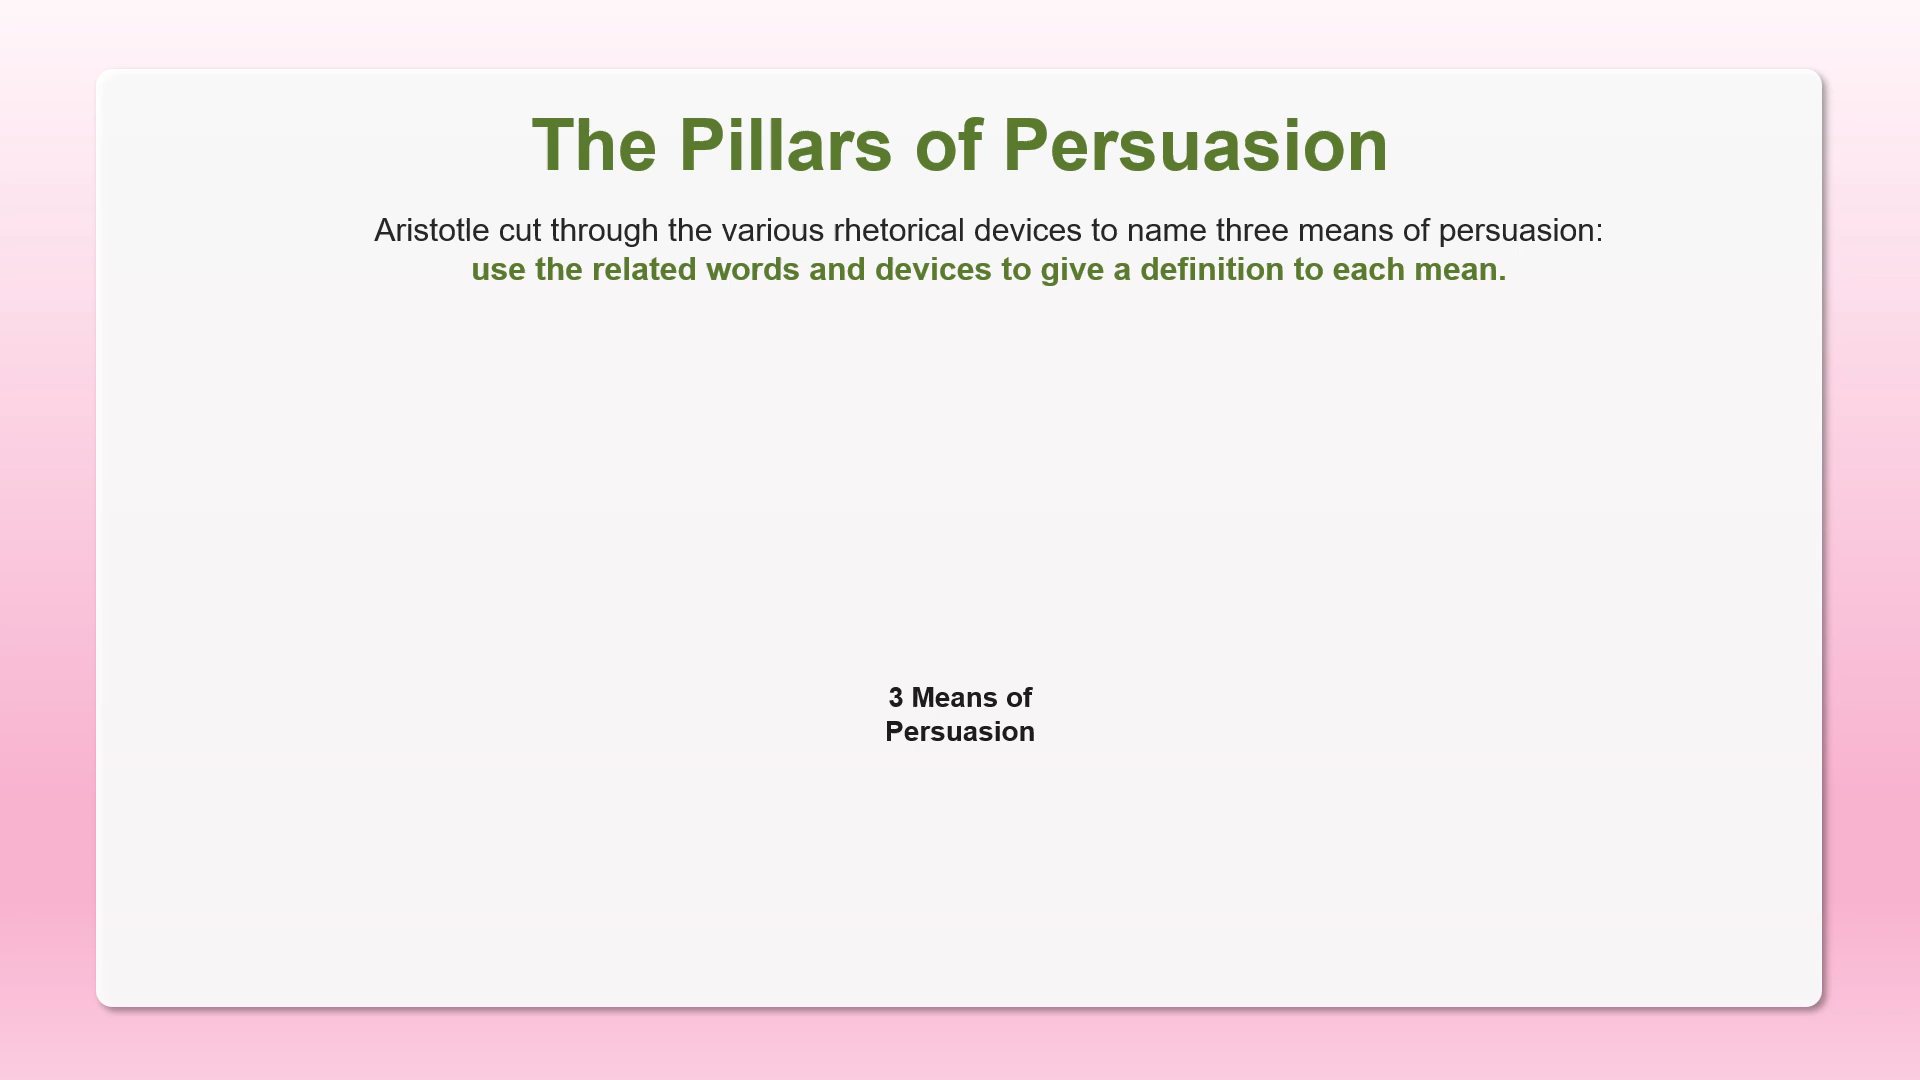 The Pillars of Persuasion
Aristotle cut through the various rhetorical devices to name three means of persuasion:
use the related words and devices to give a definition to each mean.
3 Means of
Persuasion